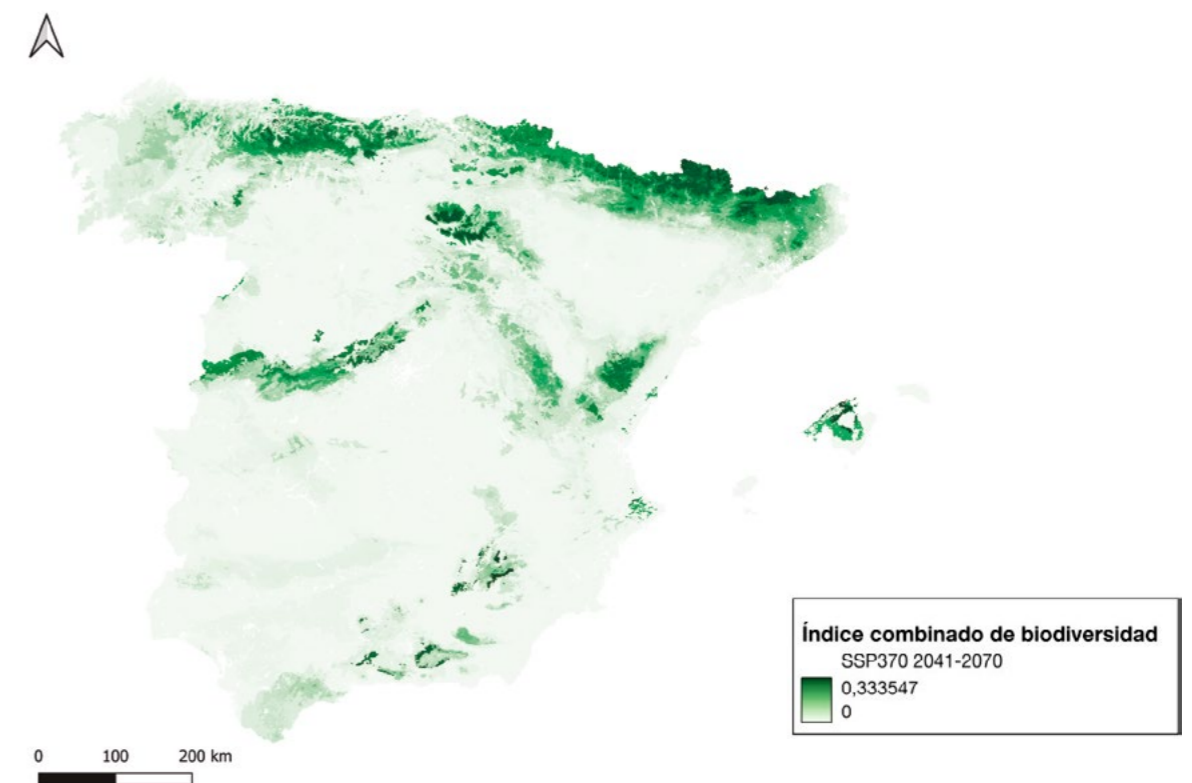 Índice combinado de biodiversidad
SSP370 2041-2070
0,333547
0
0 100 200 km